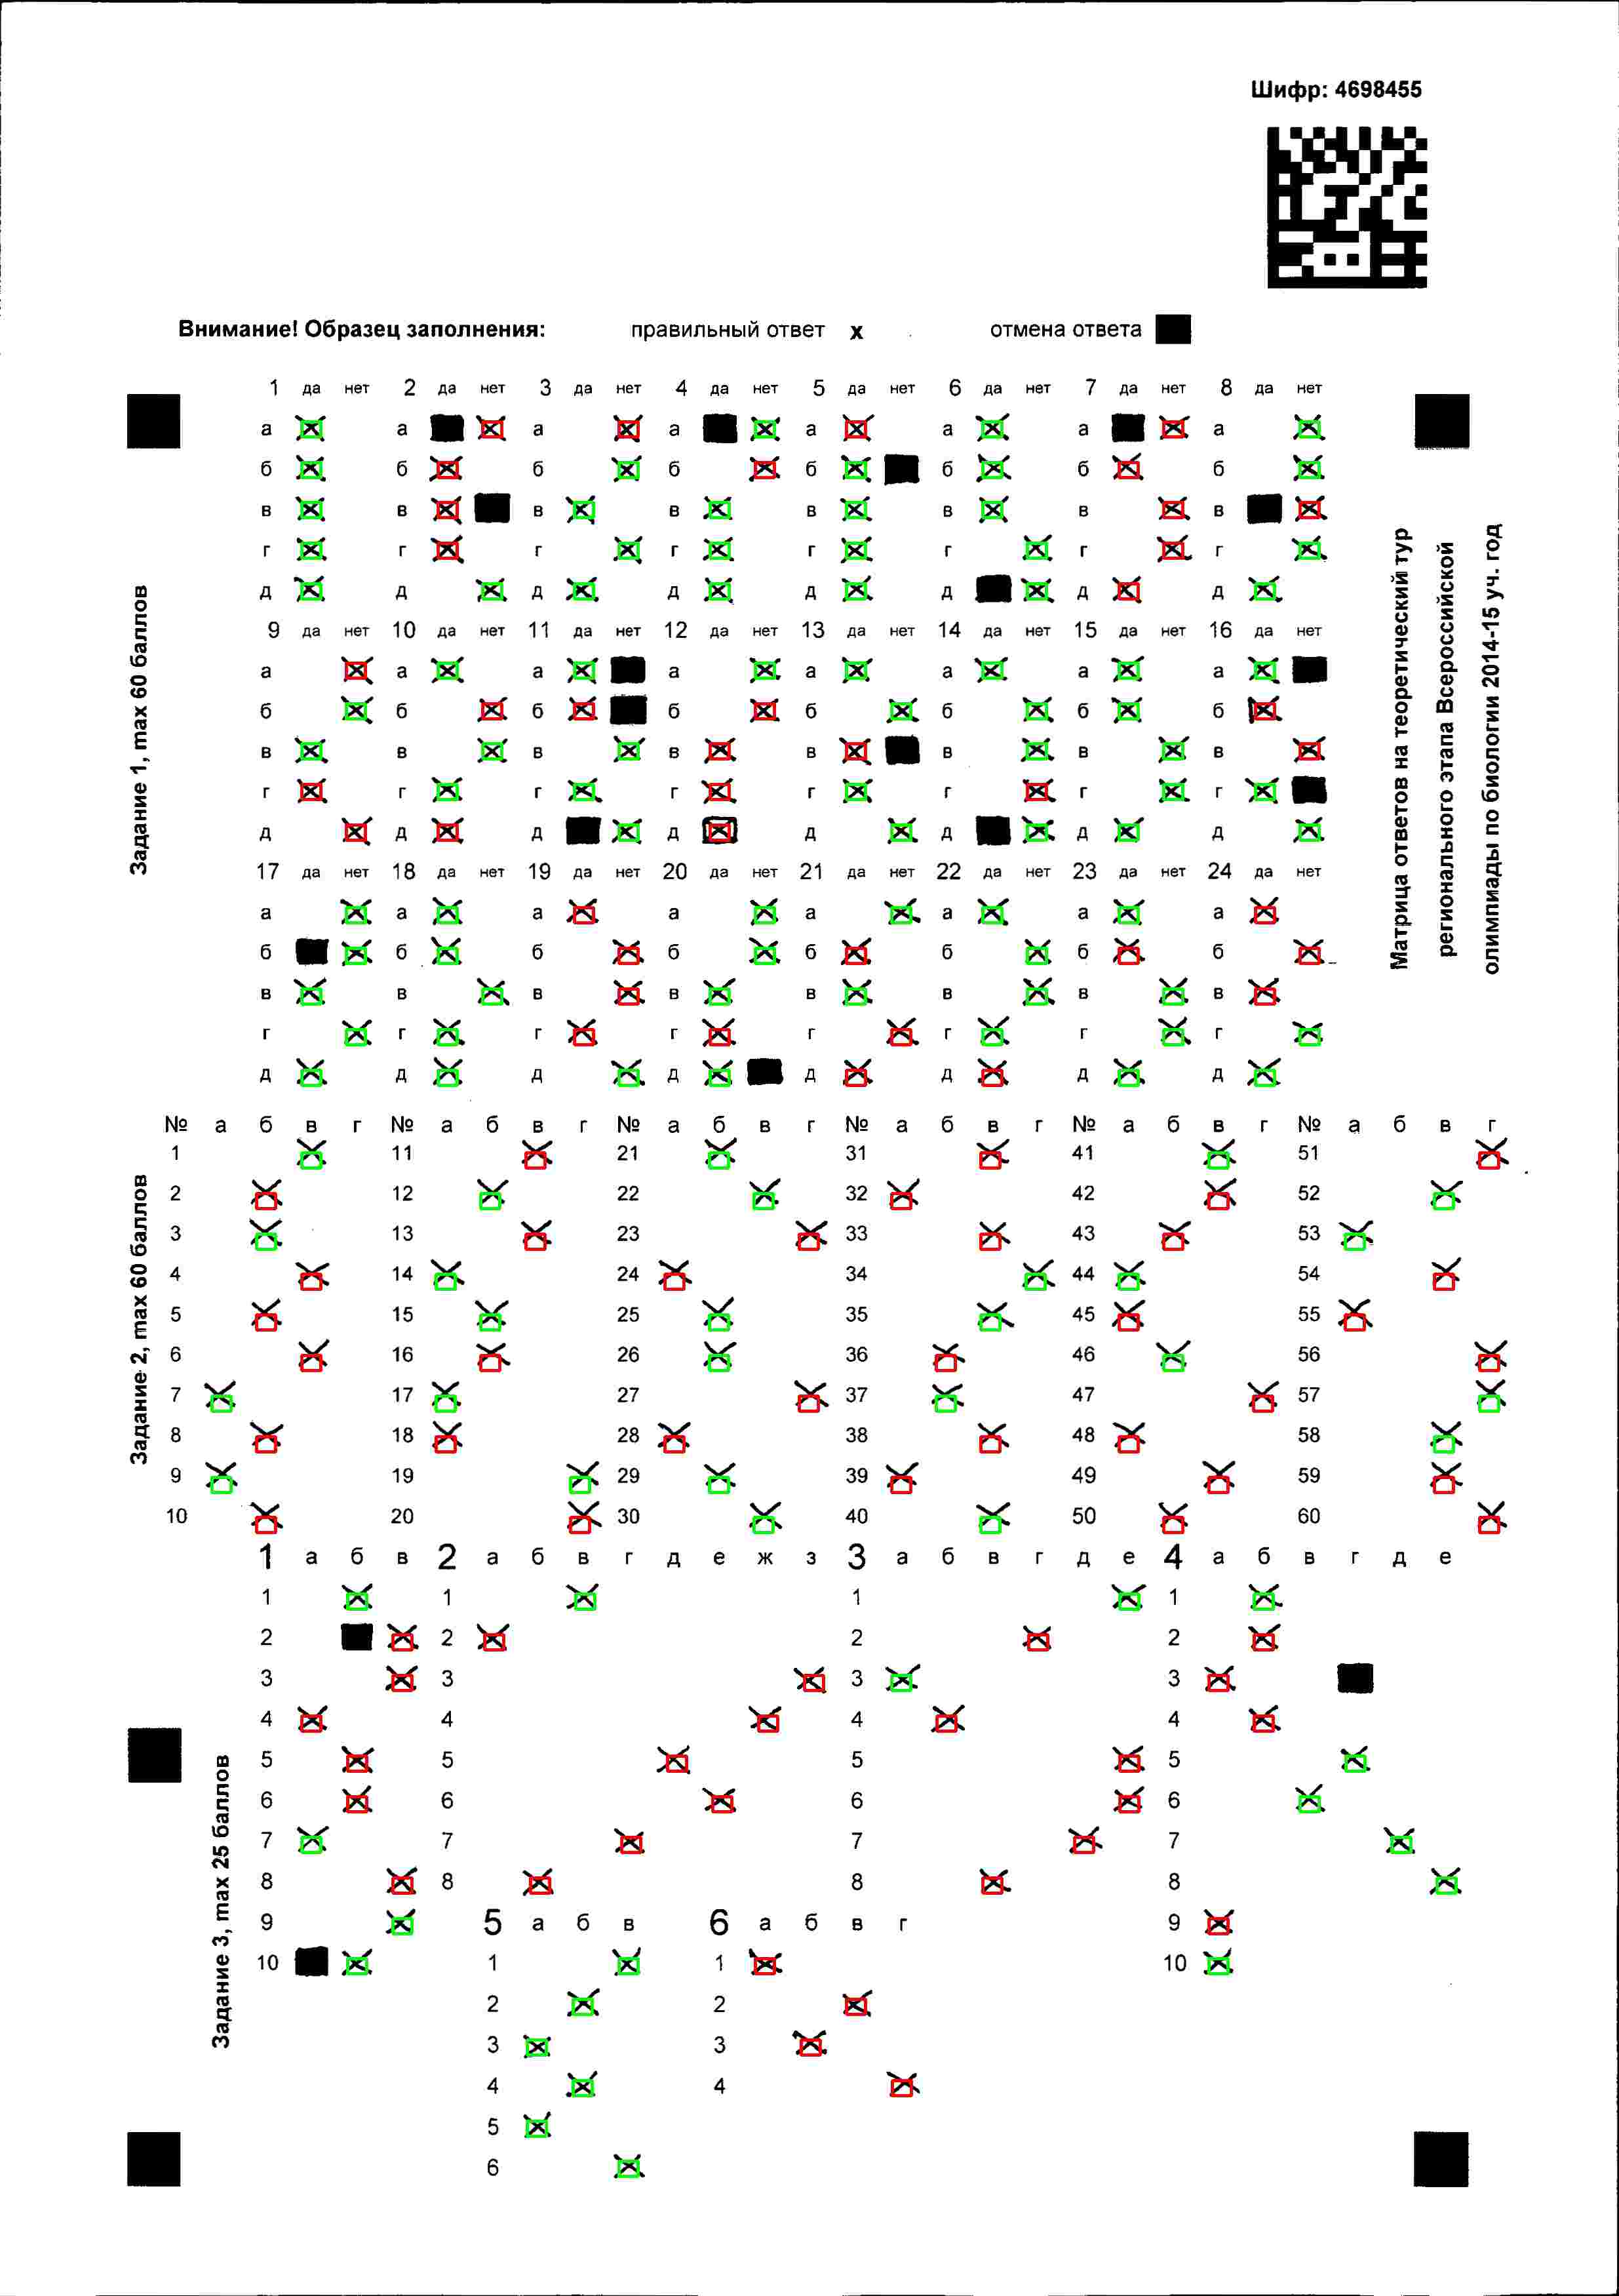 Шифр: 4698455
Внимание! Образец заполнения: правильный ответ x отмена ответа
Задание 1, max 60 баллов
1 да нет 2 да нет 3 да нет 4 да нет 5 да нет 6 да нет 7 да нет 8 да нет
а а а а а а а а
б б б б б б б б
в в в в в в в в
г г г г г г г г
д д д д д д д д
9 да нет 10 да нет 11 да нет 12 да нет 13 да нет 14 да нет 15 да нет 16 да нет
а а а а а а а а
б б б б б б б б
в в в в в в в в
г г г г г г г г
д д д д д д д д
17 да нет 18 да нет 19 да нет 20 да нет 21 да нет 22 да нет 23 да нет 24 да нет
а а а а а а а а
б б б б б б б б
в в в в в в в в
г г г г г г г г
д д д д д д д д
Матрица ответов на теоретический тур
регионального этапа Всероссийской
олимпиады по биологии 2014-15 уч. год
Задание 2, max 60 баллов
№ а б в г № а б в г № а б в г № а б в г № а б в г № а б в г
1 11 21 31 41 51
2 12 22 32 42 52
3 13 23 33 43 53
4 14 24 34 44 54
5 15 25 35 45 55
6 16 26 36 46 56
7 17 27 37 47 57
8 18 28 38 48 58
9 19 29 39 49 59
10 20 30 40 50 60
Задание 3, max 25 баллов
1 а б в 2 а б в г д е ж з 3 а б в г д е 4 а б в г д е
1 1 1 1
2 2 2 2
3 3 3 3
4 4 4 4
5 5 5 5
6 6 6 6
7 7 7 7
8 8 8 8
9 5 а б в 6 а б в г 9
10 1 1 10
2 2
3 3
4 4
5
6